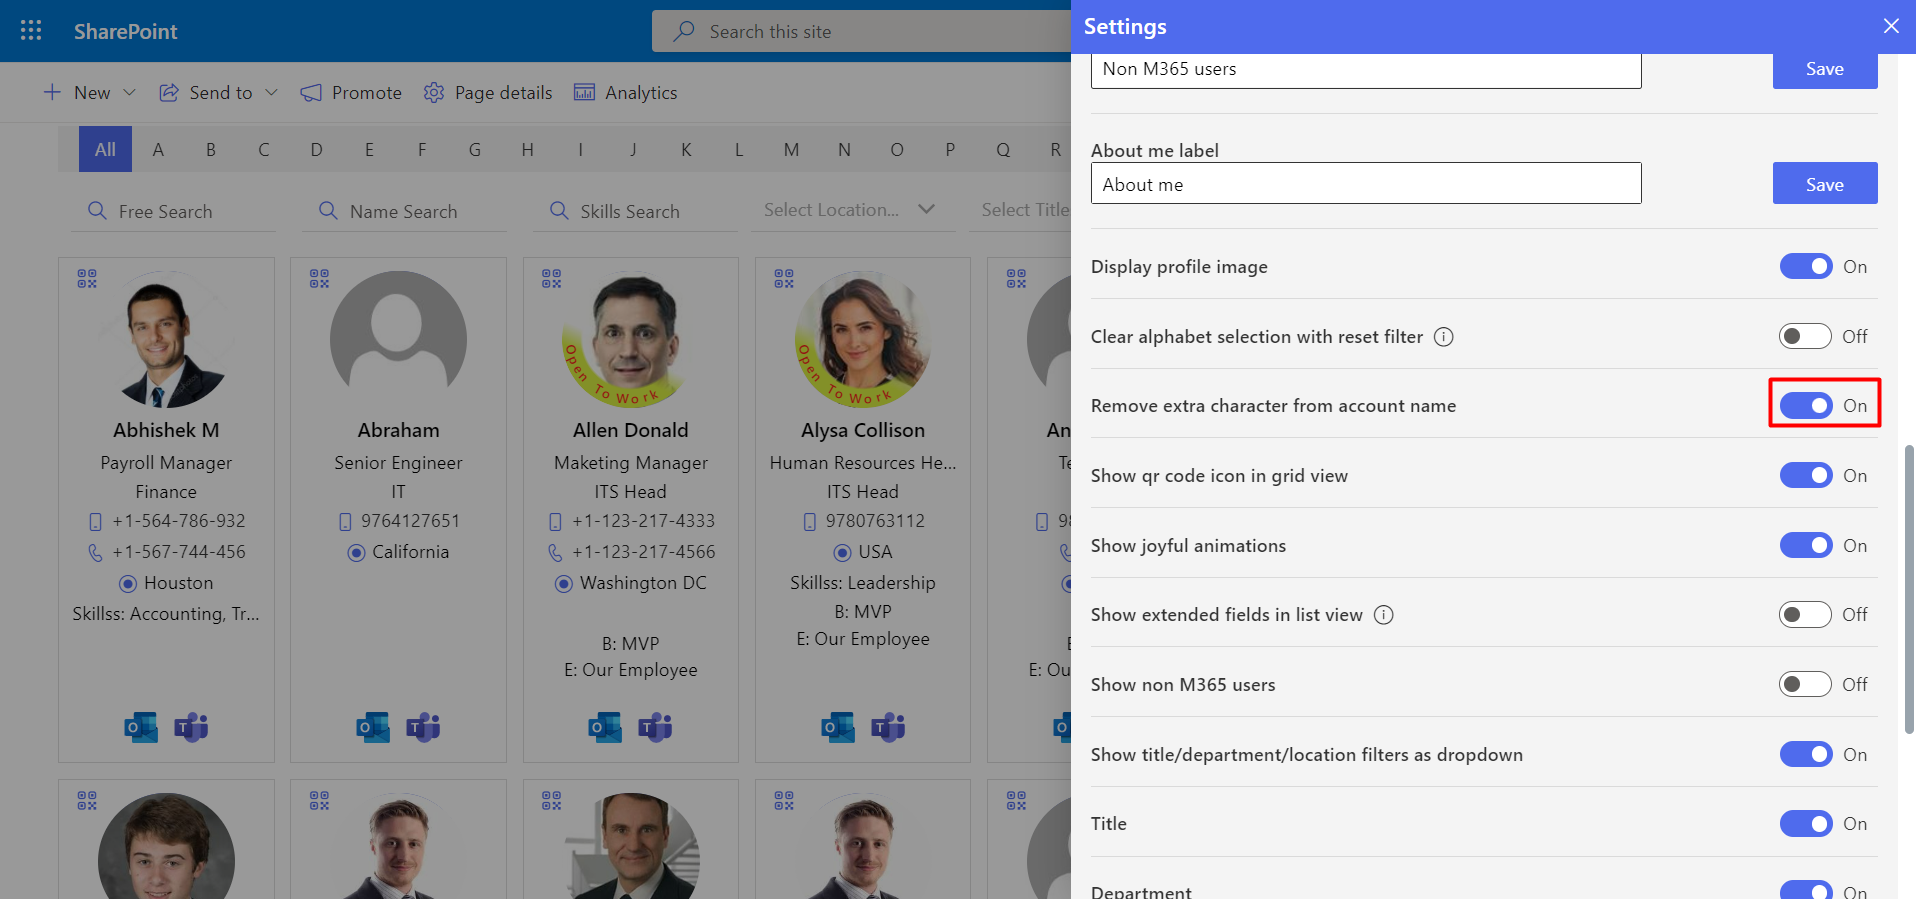 SharePoint
Search this site
New
Send to
Promote
Page details
Analytics
All A B C D E F G H I J K L M N O P Q R
Free Search
Name Search
Skills Search
Select Location...
Select Title
Abhishek M
Payroll Manager
Finance
+1-564-786-932
+1-567-744-456
Houston
Skillss: Accounting, Tr...
Abraham
Senior Engineer
IT
9764127651
California
Open To Work
Allen Donald
Maketing Manager
ITS Head
+1-123-217-4333
+1-123-217-4566
Washington DC
B: MVP
E: Our Employee
Open To Work
Alysa Collison
Human Resources He...
ITS Head
9780763112
USA
Skillss: Leadership
B: MVP
E: Our Employee
An
Te
E: Ou
Settings
Non M365 users
Save
About me label
About me
Save
Display profile image
On
Clear alphabet selection with reset filter
Off
Remove extra character from account name
On
Show qr code icon in grid view
On
Show joyful animations
On
Show extended fields in list view
Off
Show non M365 users
Off
Show title/department/location filters as dropdown
On
Title
On
Department
On